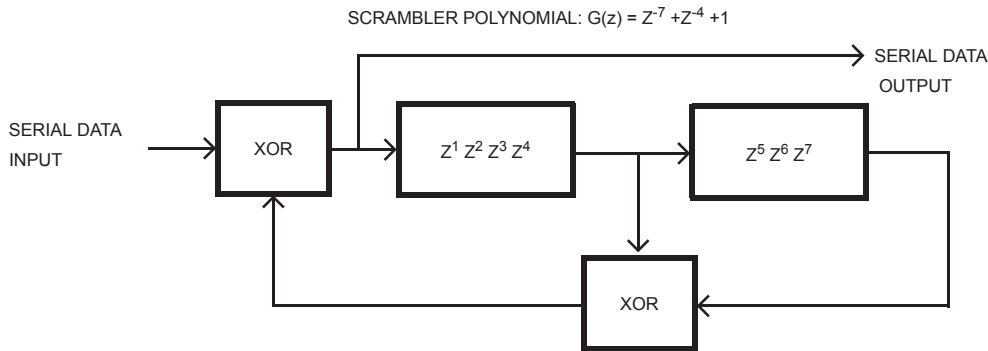 SCRAMBLER POLYNOMIAL: G(z) = Z⁻⁷ +Z⁻⁴ +1
SERIAL DATA
OUTPUT
SERIAL DATA
INPUT
XOR
Z¹ Z² Z³ Z⁴
Z⁵ Z⁶ Z⁷
XOR